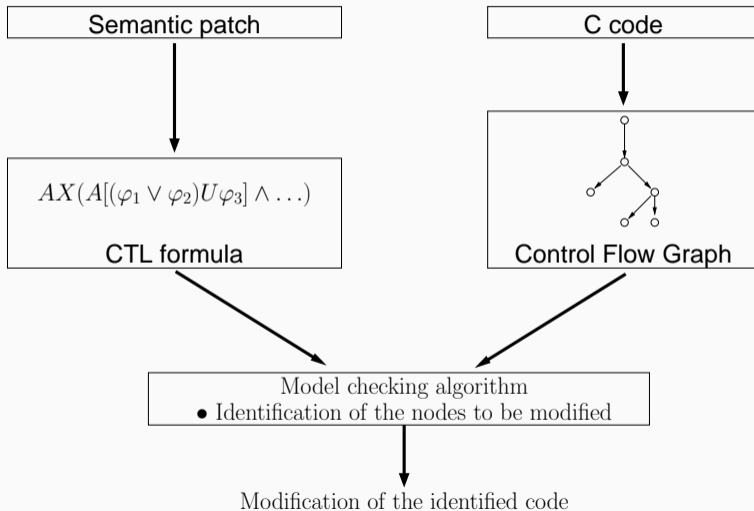 Semantic patch
C code
AX(A[(φ₁ ∨ φ₂)Uφ₃] ∧ …)
CTL formula
Control Flow Graph
Model checking algorithm
• Identification of the nodes to be modified
Modification of the identified code